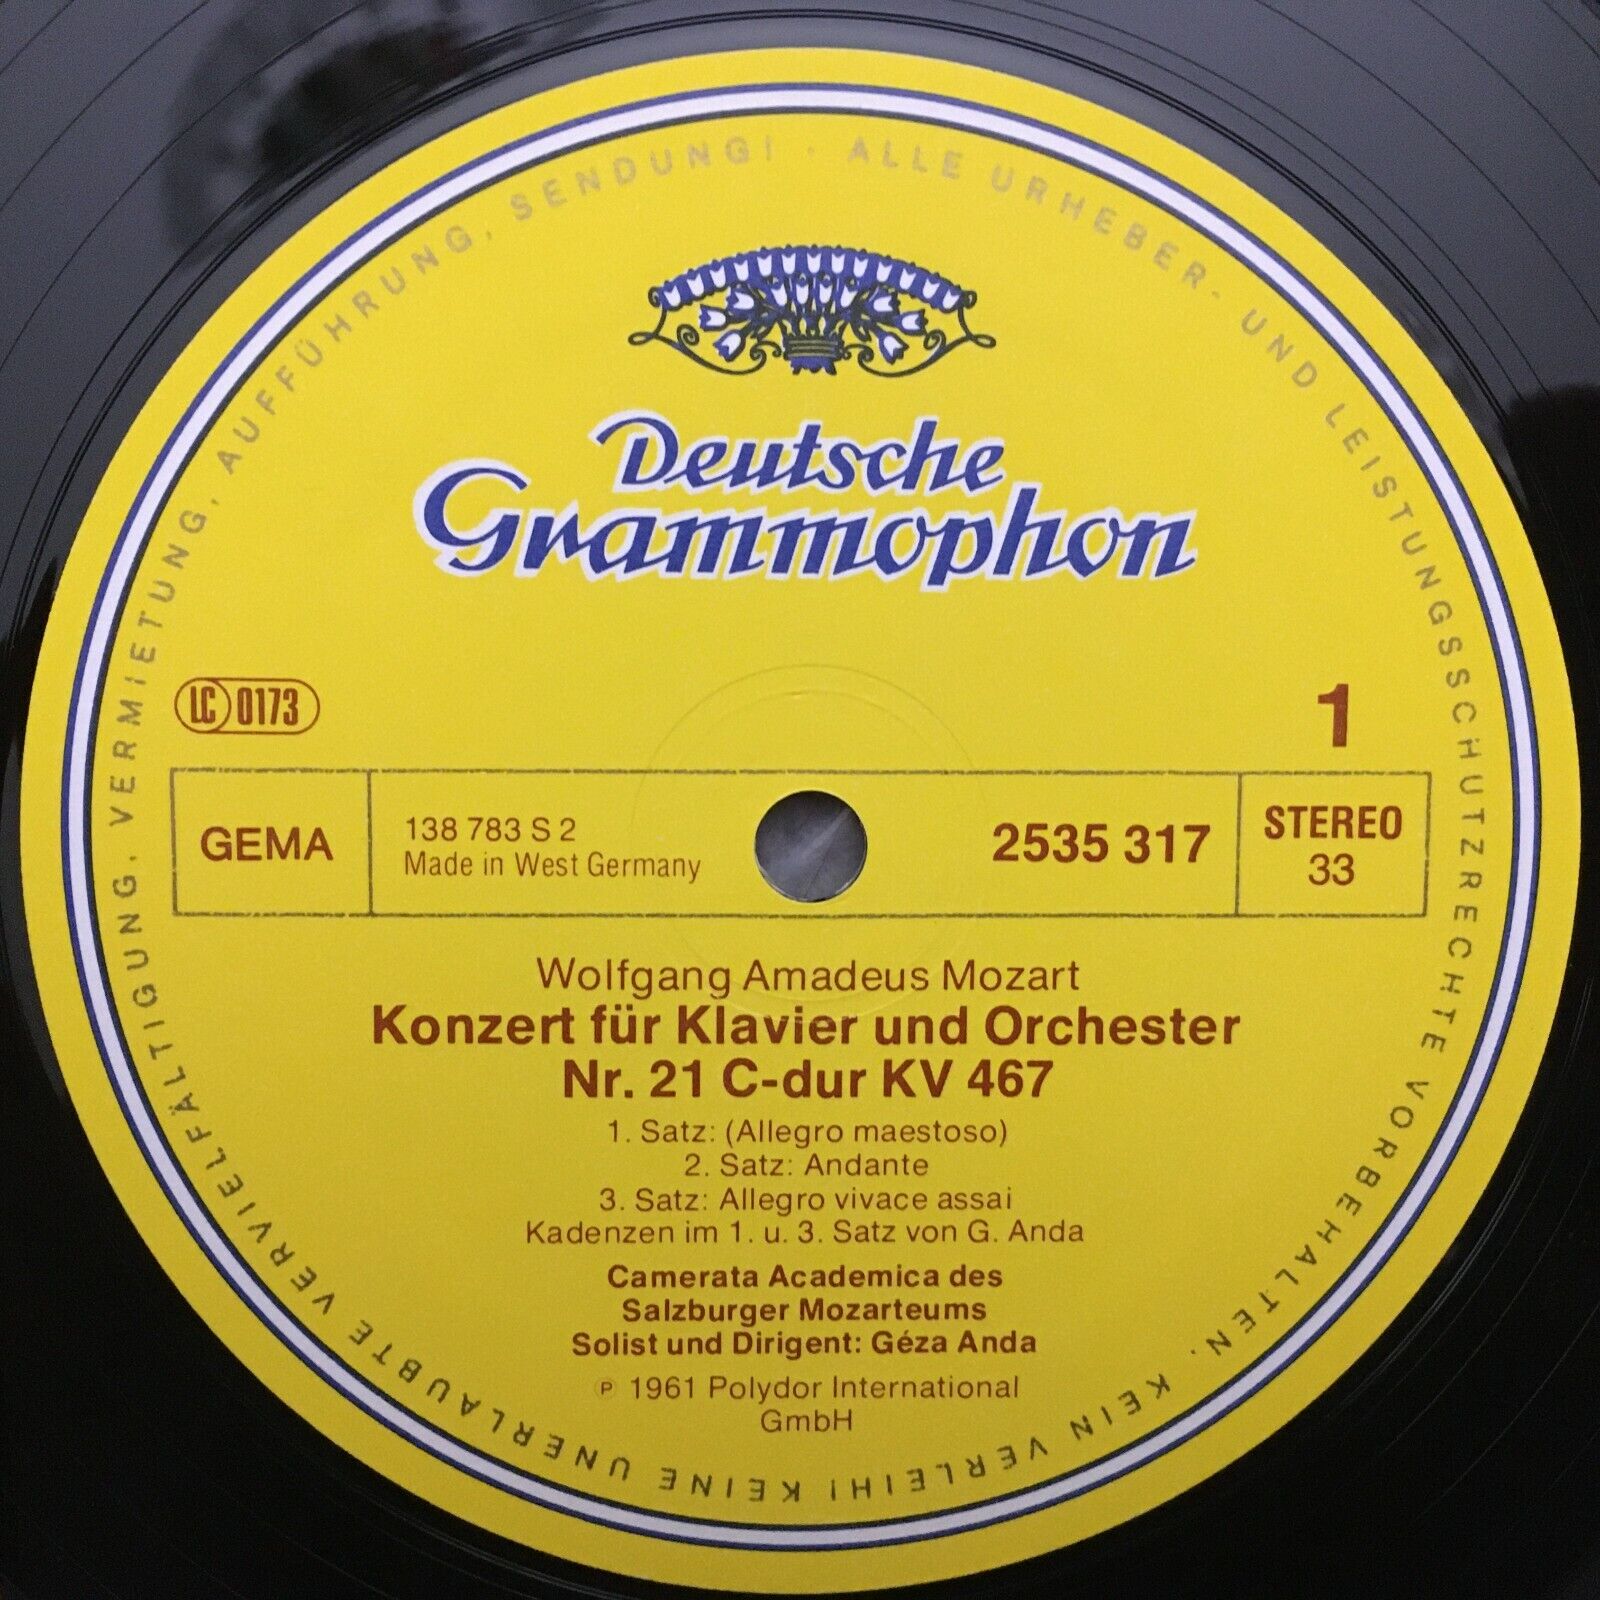 ALLE URHEBER- UND LEISTUNGSSCHUTZRECHTE VORBEHALTEN. KEIN VERLEIH! KEINE UNERLAUBTE VERVIELFÄLTIGUNG, VERMIETUNG, AUFFÜHRUNG, SENDUNG! ·
Deutsche
Grammophon
LC 0173
1
GEMA
138 783 S 2
Made in West Germany
2535 317
STEREO
33
Wolfgang Amadeus Mozart
Konzert für Klavier und Orchester
Nr. 21 C-dur KV 467
1. Satz: (Allegro maestoso)
2. Satz: Andante
3. Satz: Allegro vivace assai
Kadenzen im 1. u. 3. Satz von G. Anda
Camerata Academica des
Salzburger Mozarteums
Solist und Dirigent: Géza Anda
℗ 1961 Polydor International
GmbH